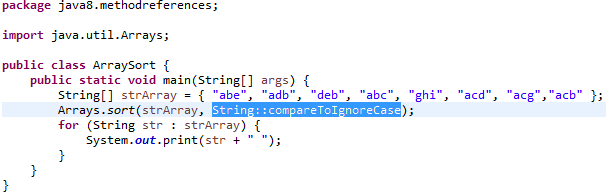 package java8.methodreferences;
import java.util.Arrays;
public class ArraySort {
public static void main(String[] args) {
String[] strArray = { "abe", "adb", "deb", "abc", "ghi", "acd", "acg","acb" };
Arrays.sort(strArray, String::compareToIgnoreCase);
for (String str : strArray) {
System.out.print(str + " ");
}
}
}